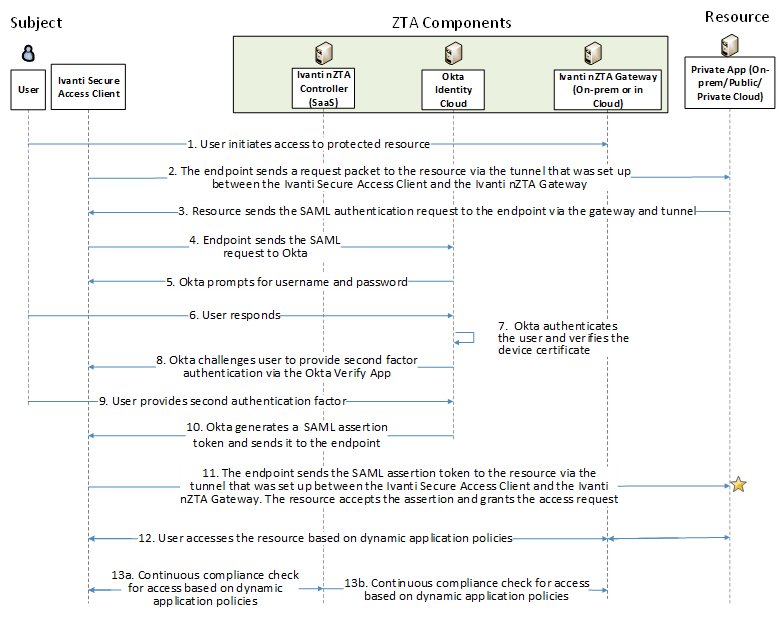 Subject
ZTA Components
Resource
User
Ivanti Secure
Access Client
Ivanti nZTA
Controller
(SaaS)
Okta
Identity
Cloud
Ivanti nZTA Gateway
(On-prem or in
Cloud)
Private App (On-
prem/Public/
Private Cloud)
1. User initiates access to protected resource
2. The endpoint sends a request packet to the resource via the tunnel that was set up
between the Ivanti Secure Access Client and the Ivanti nZTA Gateway
3. Resource sends the SAML authentication request to the endpoint via the gateway and tunnel
4. Endpoint sends the SAML
request to Okta
5. Okta prompts for username and password
6. User responds
7. Okta authenticates
the user and verifies the
device certificate
8. Okta challenges user to provide second factor
authentication via the Okta Verify App
9. User provides second authentication factor
10. Okta generates a SAML assertion
token and sends it to the endpoint
11. The endpoint sends the SAML assertion token to the resource via the
tunnel that was set up between the Ivanti Secure Access Client and the Ivanti
nZTA Gateway. The resource accepts the assertion and grants the access request
12. User accesses the resource based on dynamic application policies
13a. Continuous compliance check
for access based on dynamic
application policies
13b. Continuous compliance check for access
based on dynamic application policies